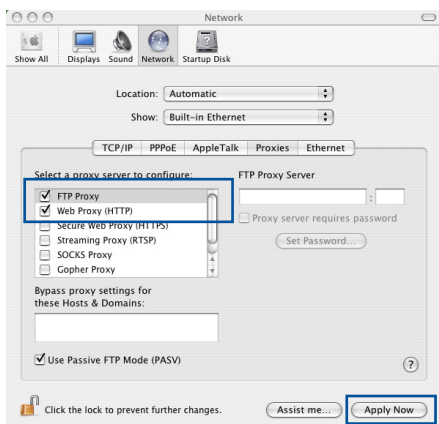 Network
Show All Displays Sound Network Startup Disk
Location: Automatic
Show: Built-in Ethernet
TCP/IP PPPoE AppleTalk Proxies Ethernet
Select a proxy server to configure: FTP Proxy Server
FTP Proxy :
Web Proxy (HTTP) Proxy server requires password
Secure Web Proxy (HTTPS)
Streaming Proxy (RTSP) Set Password...
SOCKS Proxy
Gopher Proxy
Bypass proxy settings for
these Hosts & Domains:
Use Passive FTP Mode (PASV) ?
Click the lock to prevent further changes. Assist me... Apply Now